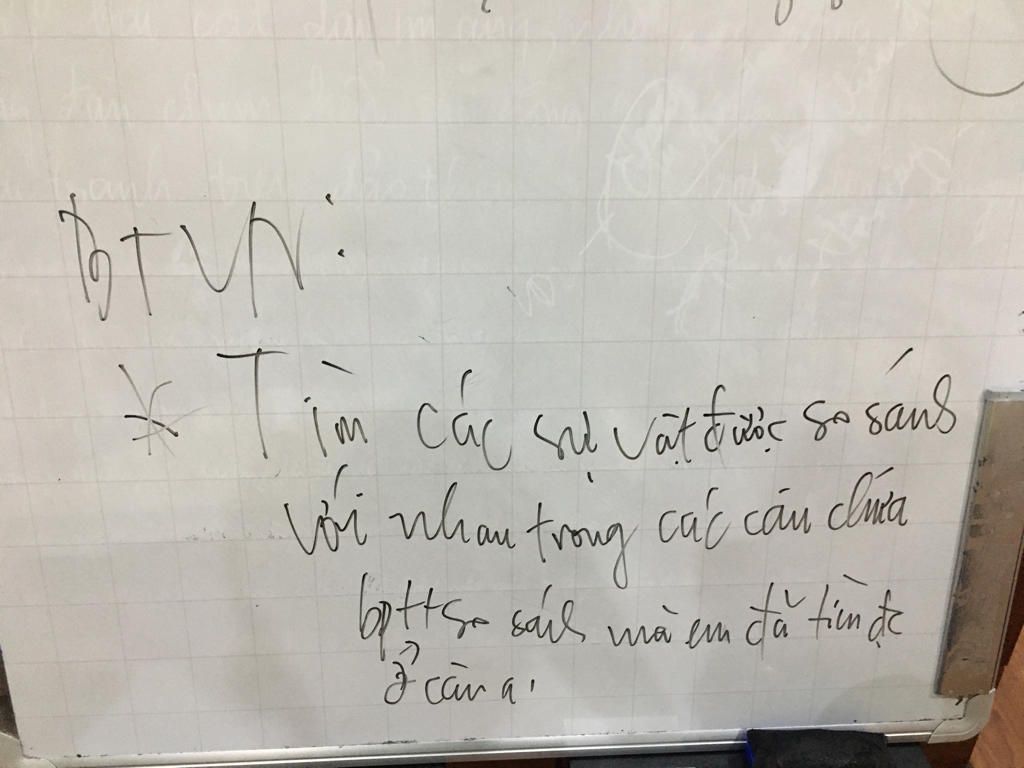 BTVN:
* Tìm các sự vật được so sánh
với nhau trong các câu chứa
bptt so sánh mà em đã tìm đc
ở câu a.